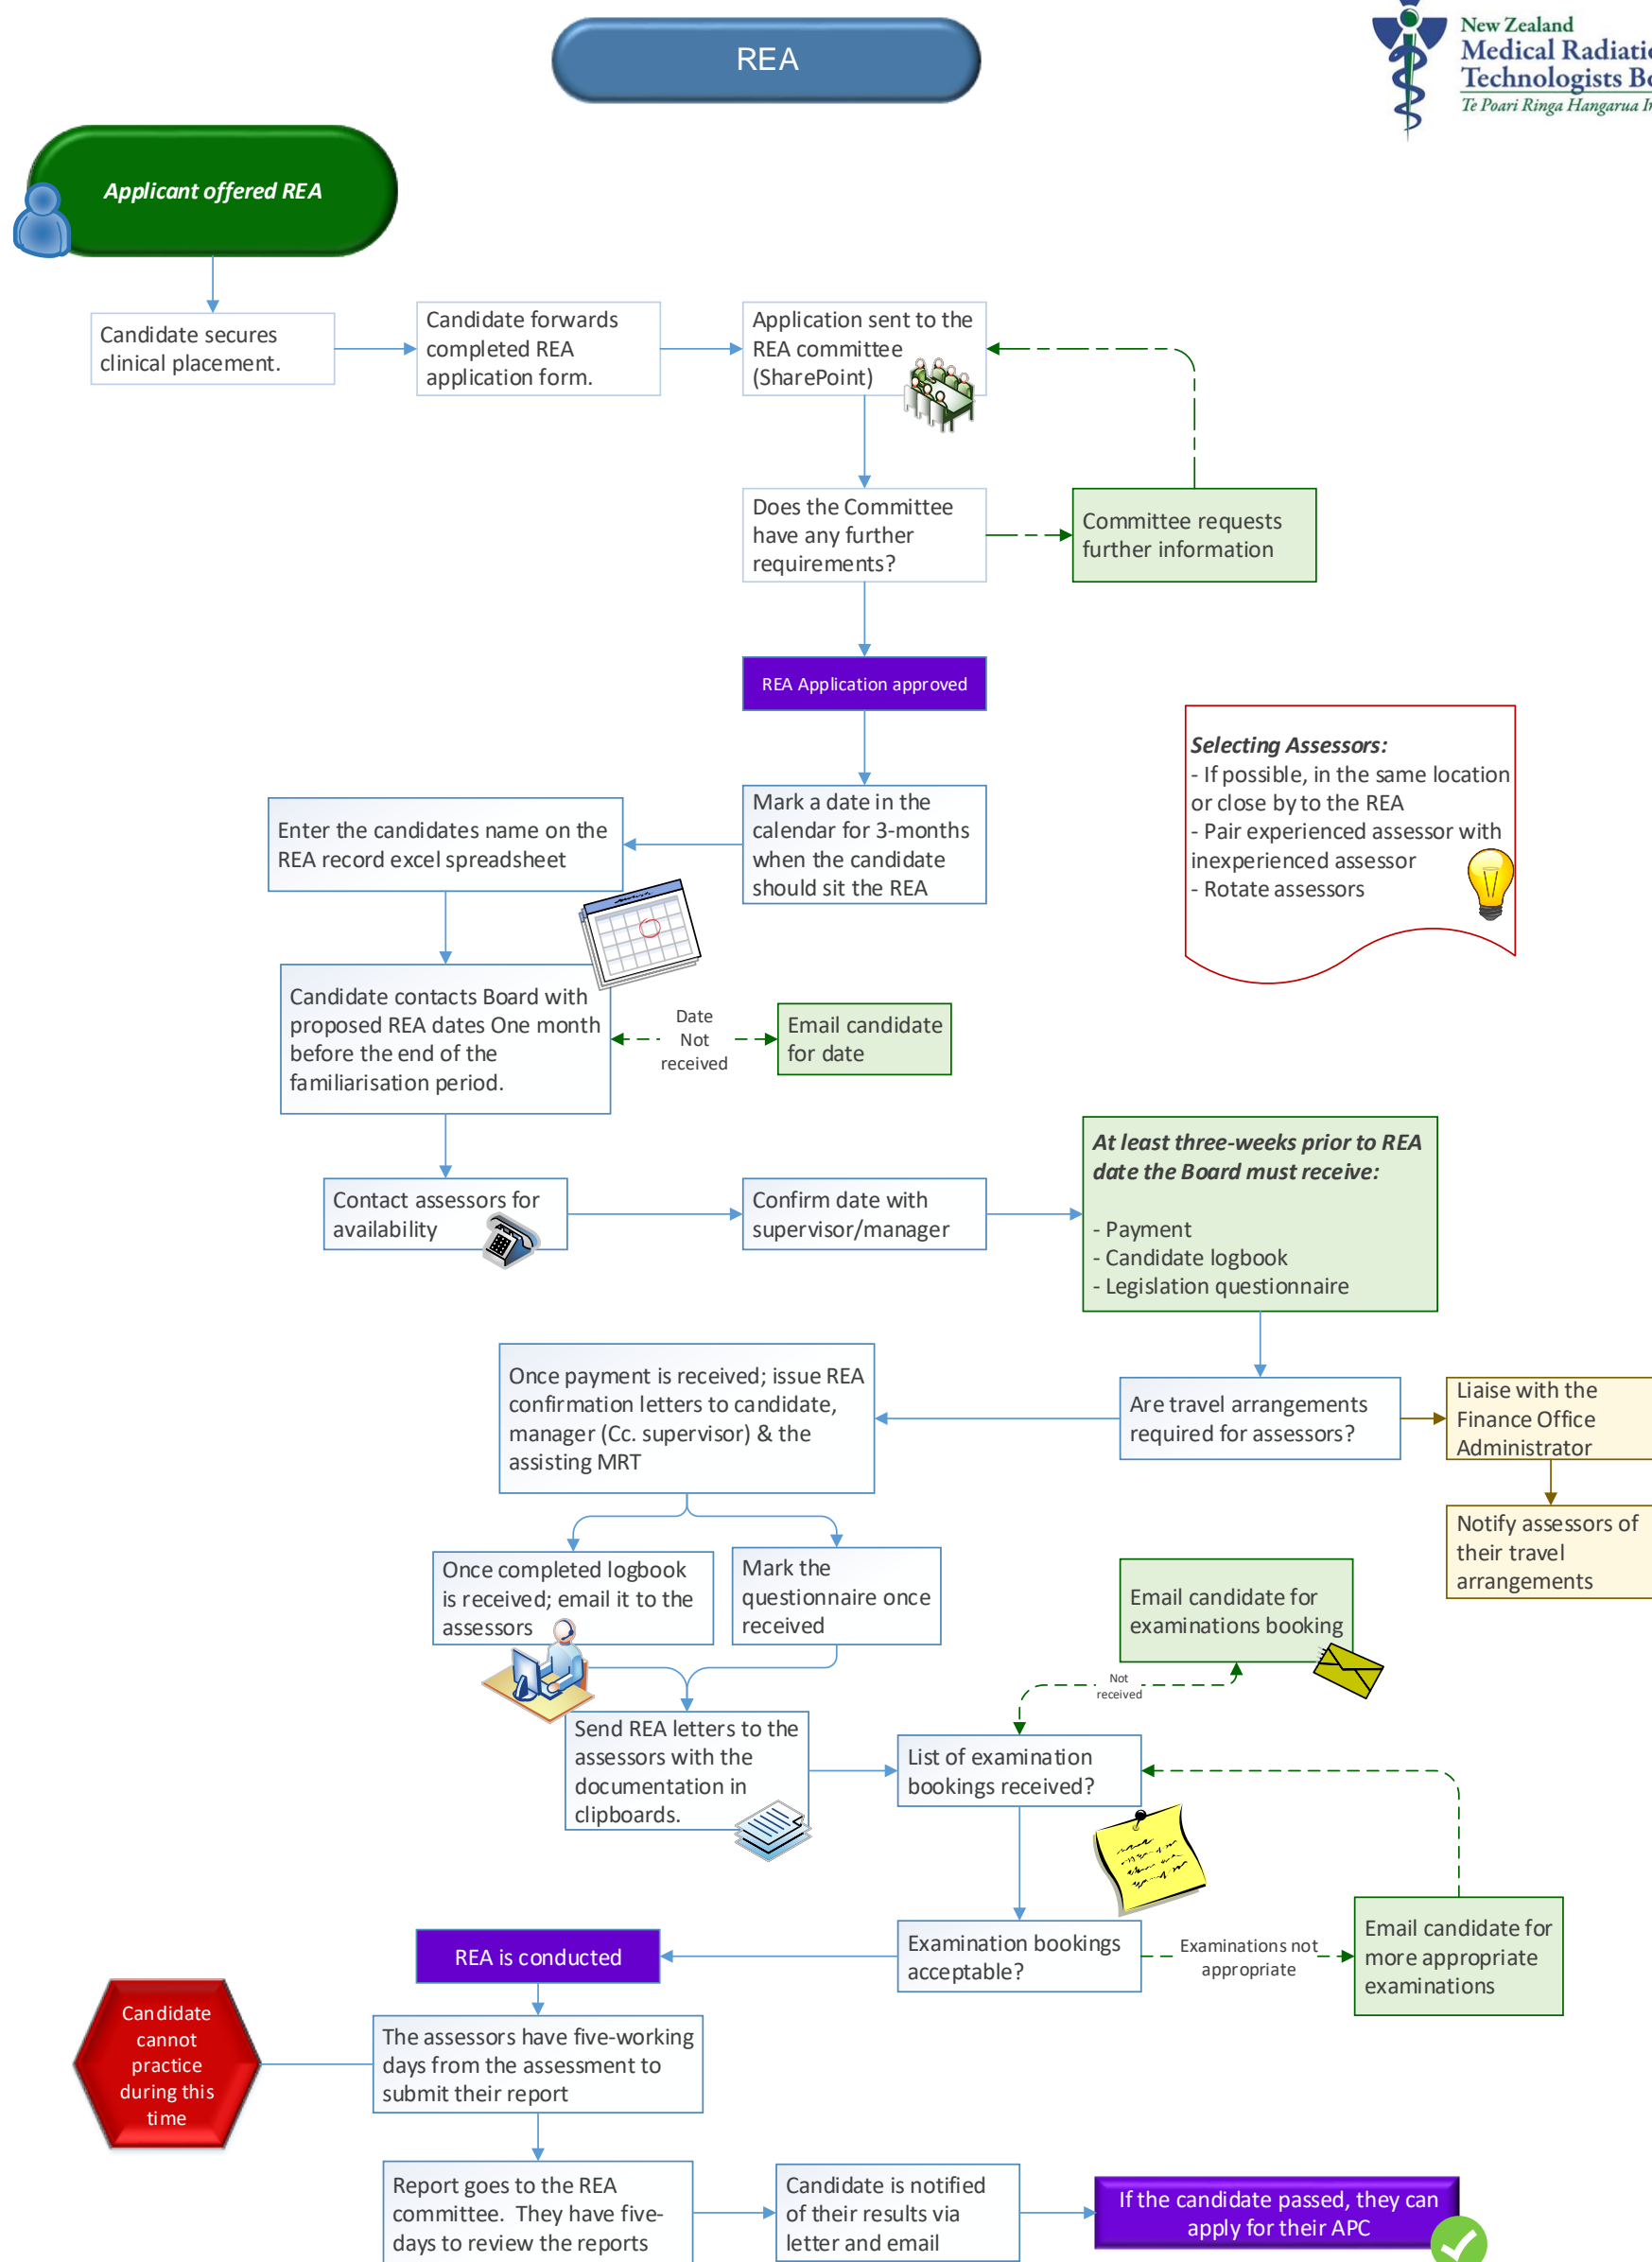 REA
New Zealand
Medical Radiatio
Technologists Bo
Te Poari Ringa Hangarua
Applicant offered REA
Candidate secures
clinical placement.
Candidate forwards
completed REA
application form.
Application sent to the
REA committee
(SharePoint)
Does the Committee
have any further
requirements?
Committee requests
further information
REA Application approved
Selecting Assessors:
- If possible, in the same location
or close by to the REA
- Pair experienced assessor with
inexperienced assessor
- Rotate assessors
Mark a date in the
calendar for 3-months
when the candidate
should sit the REA
Enter the candidates name on the
REA record excel spreadsheet
Candidate contacts Board with
proposed REA dates One month
before the end of the
familiarisation period.
Date
Not
received
Email candidate
for date
Contact assessors for
availability
Confirm date with
supervisor/manager
At least three-weeks prior to REA
date the Board must receive:
- Payment
- Candidate logbook
- Legislation questionnaire
Are travel arrangements
required for assessors?
Liaise with the
Finance Office
Administrator
Notify assessors of
their travel
arrangements
Once payment is received; issue REA
confirmation letters to candidate,
manager (Cc. supervisor) & the
assisting MRT
Once completed logbook
is received; email it to the
assessors
Mark the
questionnaire once
received
Email candidate for
examinations booking
Not
received
Send REA letters to the
assessors with the
documentation in
clipboards.
List of examination
bookings received?
Examination bookings
acceptable?
Examinations not
appropriate
Email candidate for
more appropriate
examinations
REA is conducted
Candidate
cannot
practice
during this
time
The assessors have five-working
days from the assessment to
submit their report
Report goes to the REA
committee. They have five-
days to review the reports
Candidate is notified
of their results via
letter and email
If the candidate passed, they can
apply for their APC